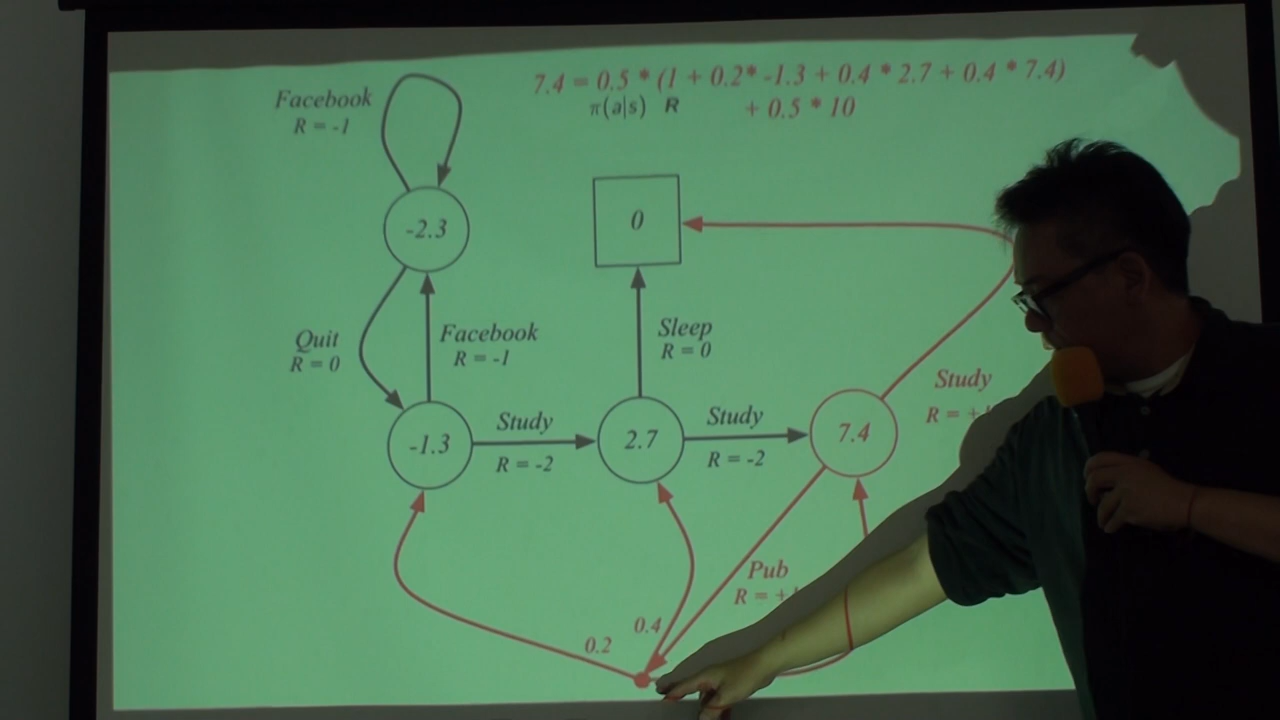 7.4 = 0.5 * (1 + 0.2* -1.3 + 0.4 * 2.7 + 0.4 * 7.4)
π(a|s) R + 0.5 * 10
Facebook
R = -1
-2.3
0
Quit
R = 0
Facebook
R = -1
Sleep
R = 0
Study
R = +
-1.3
Study
R = -2
2.7
Study
R = -2
7.4
Pub
R = +
0.4
0.2